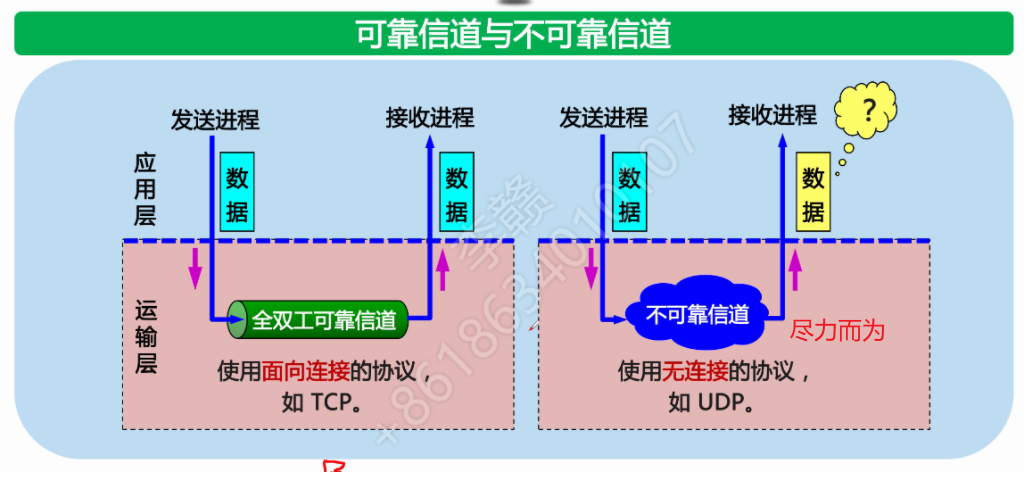 可靠信道与不可靠信道
发送进程
接收进程
发送进程
接收进程
?
应用层
数据
数据
数据
数据
运输层
全双工可靠信道
不可靠信道
尽力而为
使用面向连接的协议，
如 TCP。
使用无连接的协议，
如 UDP。
李赣
+8618634010107